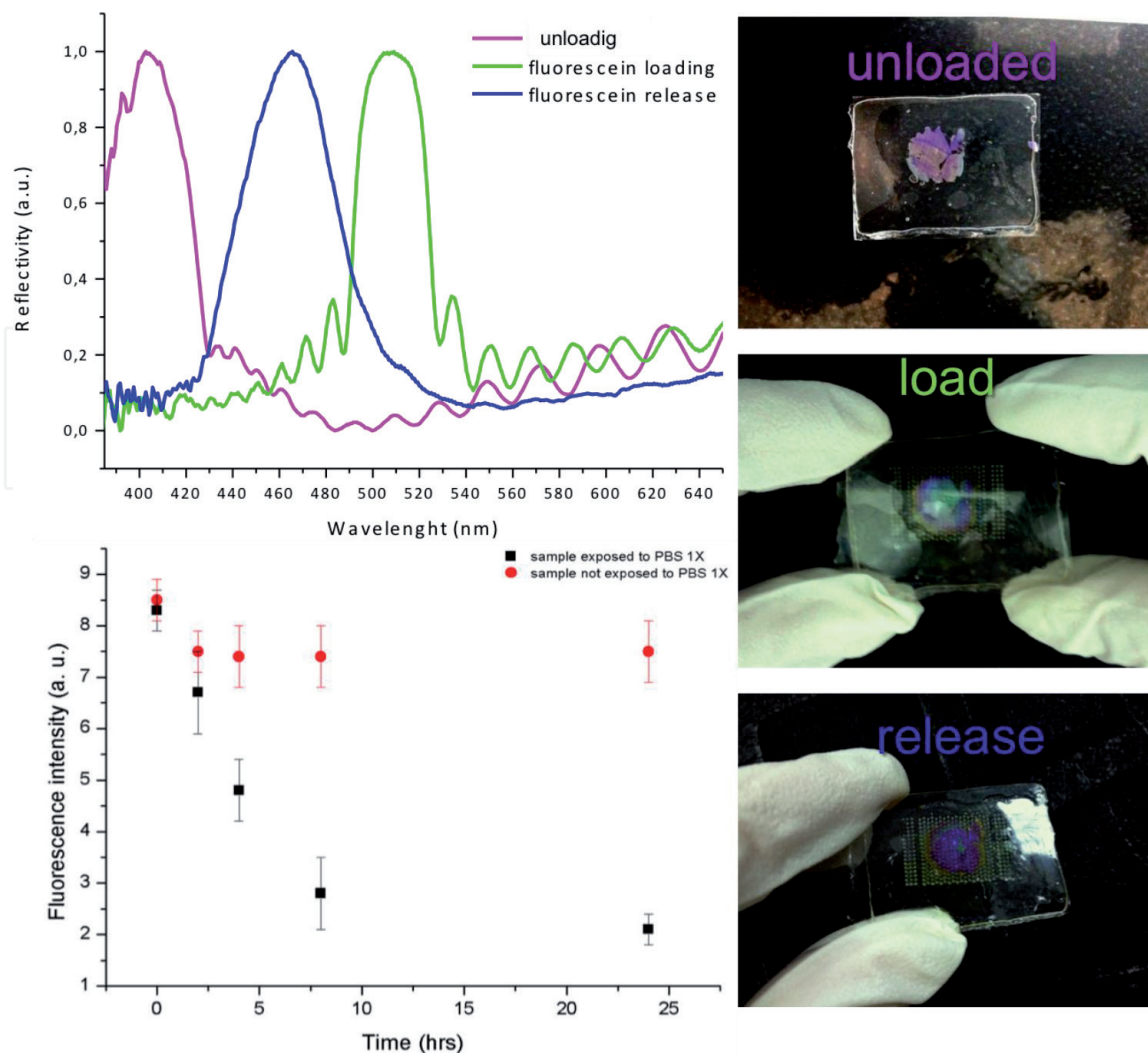 unloadig
fluorescein loading
fluorescein release
1,0
0,8
0,6
0,4
0,2
0,0
Reflectivity (a.u.)
400 420 440 460 480 500 520 540 560 580 600 620 640
Wavelenght (nm)
sample exposed to PBS 1X
sample not exposed to PBS 1X
9
8
7
6
5
4
3
2
1
Fluorescence intensity (a. u.)
0 5 10 15 20 25
Time (hrs)
unloaded
load
release